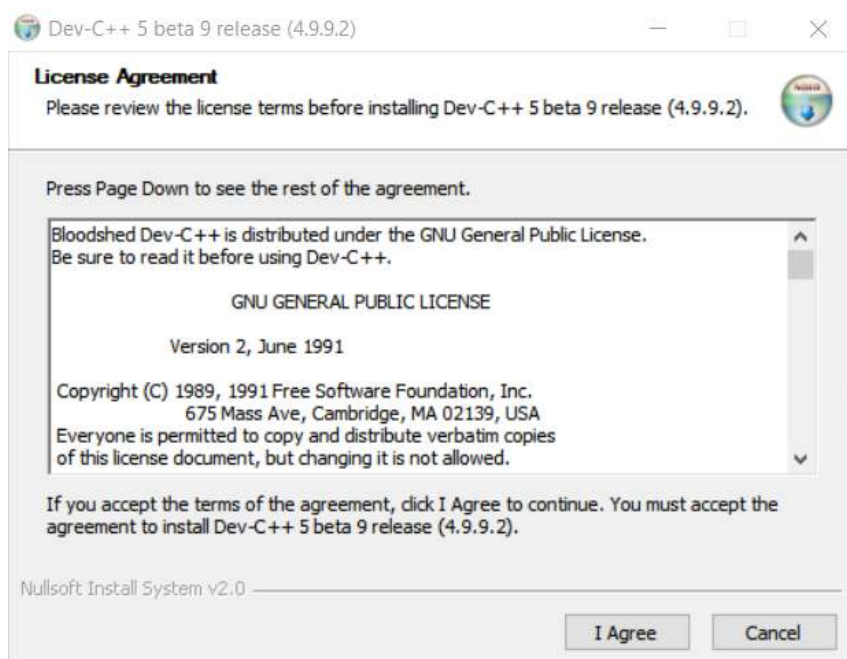 Dev-C++ 5 beta 9 release (4.9.9.2)
License Agreement
Please review the license terms before installing Dev-C++ 5 beta 9 release (4.9.9.2).
Press Page Down to see the rest of the agreement.
Bloodshed Dev-C++ is distributed under the GNU General Public License.
Be sure to read it before using Dev-C++.
GNU GENERAL PUBLIC LICENSE
Version 2, June 1991
Copyright (C) 1989, 1991 Free Software Foundation, Inc.
675 Mass Ave, Cambridge, MA 02139, USA
Everyone is permitted to copy and distribute verbatim copies
of this license document, but changing it is not allowed.
If you accept the terms of the agreement, click I Agree to continue. You must accept the
agreement to install Dev-C++ 5 beta 9 release (4.9.9.2).
Nullsoft Install System v2.0
I Agree
Cancel